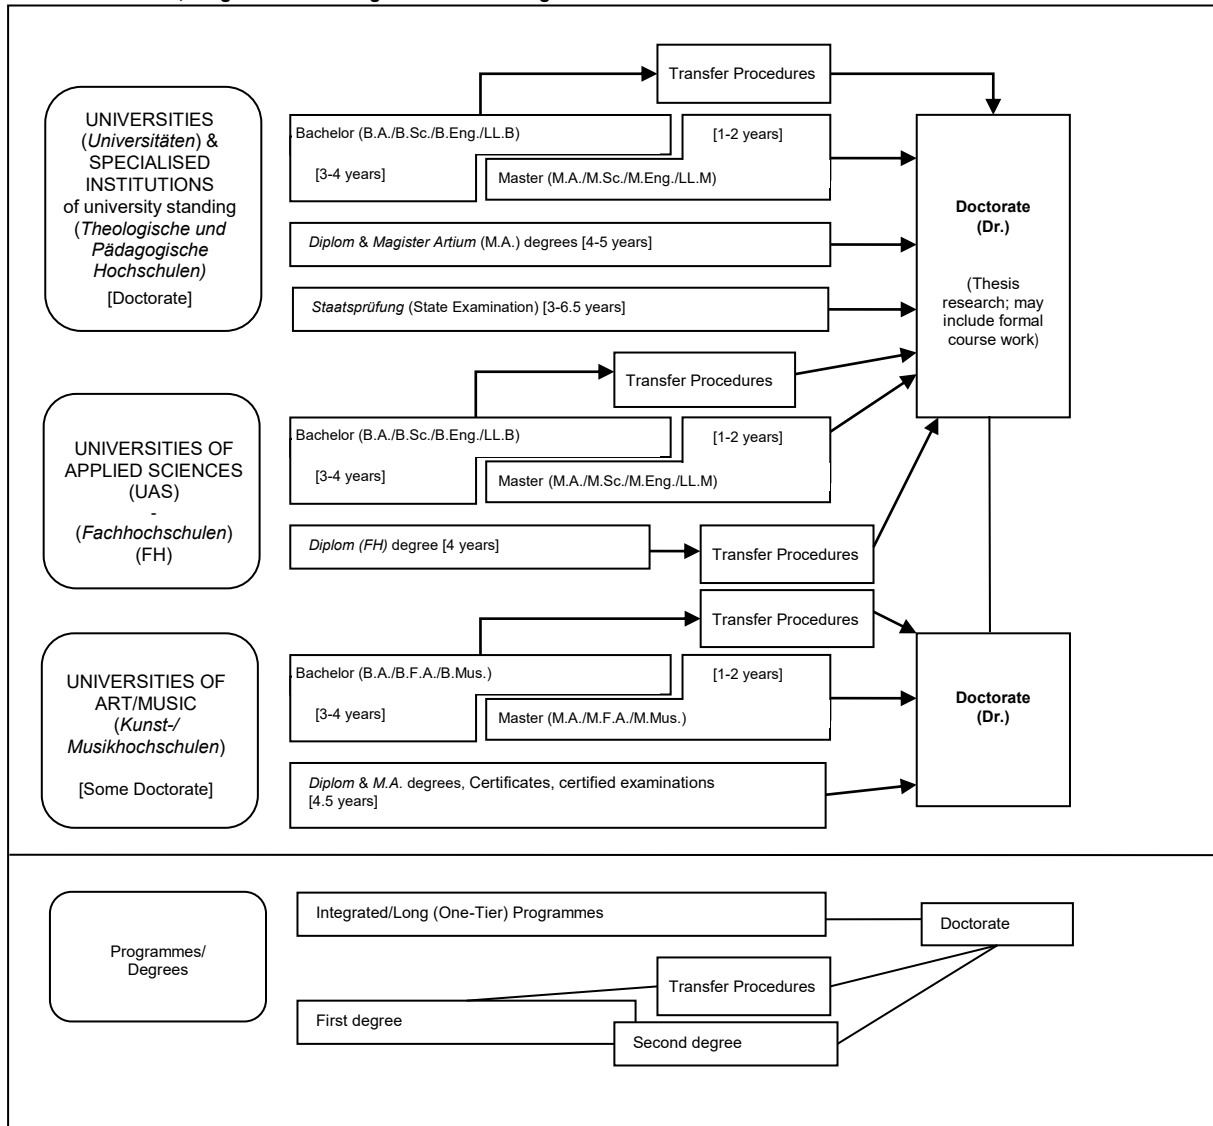 Transfer Procedures
UNIVERSITIES
(Universitäten) &
SPECIALISED
INSTITUTIONS
of university standing
(Theologische und
Pädagogische
Hochschulen)
[Doctorate]
Bachelor (B.A./B.Sc./B.Eng./LL.B)
[3-4 years]
[1-2 years]
Master (M.A./M.Sc./M.Eng./LL.M)
Diplom & Magister Artium (M.A.) degrees [4-5 years]
Staatsprüfung (State Examination) [3-6.5 years]
Doctorate
(Dr.)
(Thesis
research; may
include formal
course work)
Transfer Procedures
UNIVERSITIES OF
APPLIED SCIENCES
(UAS)
-
(Fachhochschulen)
(FH)
Bachelor (B.A./B.Sc./B.Eng./LL.B)
[3-4 years]
[1-2 years]
Master (M.A./M.Sc./M.Eng./LL.M)
Diplom (FH) degree [4 years]
Transfer Procedures
Transfer Procedures
UNIVERSITIES OF
ART/MUSIC
(Kunst-/
Musikhochschulen)
[Some Doctorate]
Bachelor (B.A./B.F.A./B.Mus.)
[3-4 years]
[1-2 years]
Master (M.A./M.F.A./M.Mus.)
Diplom & M.A. degrees, Certificates, certified examinations
[4.5 years]
Doctorate
(Dr.)
Programmes/
Degrees
Integrated/Long (One-Tier) Programmes
Doctorate
Transfer Procedures
First degree
Second degree